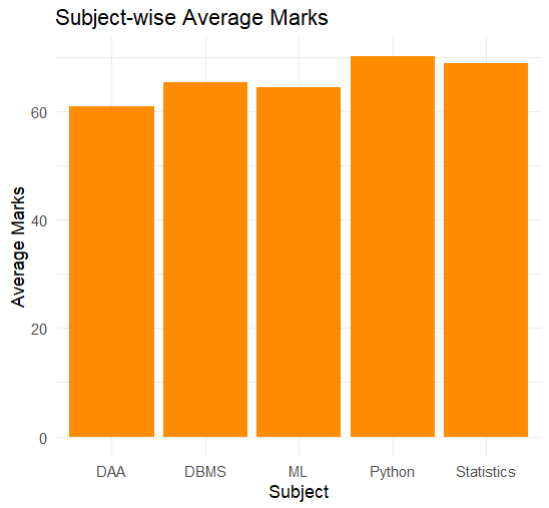 Subject-wise Average Marks
Average Marks
60
40
20
0
DAA DBMS ML Python Statistics
Subject